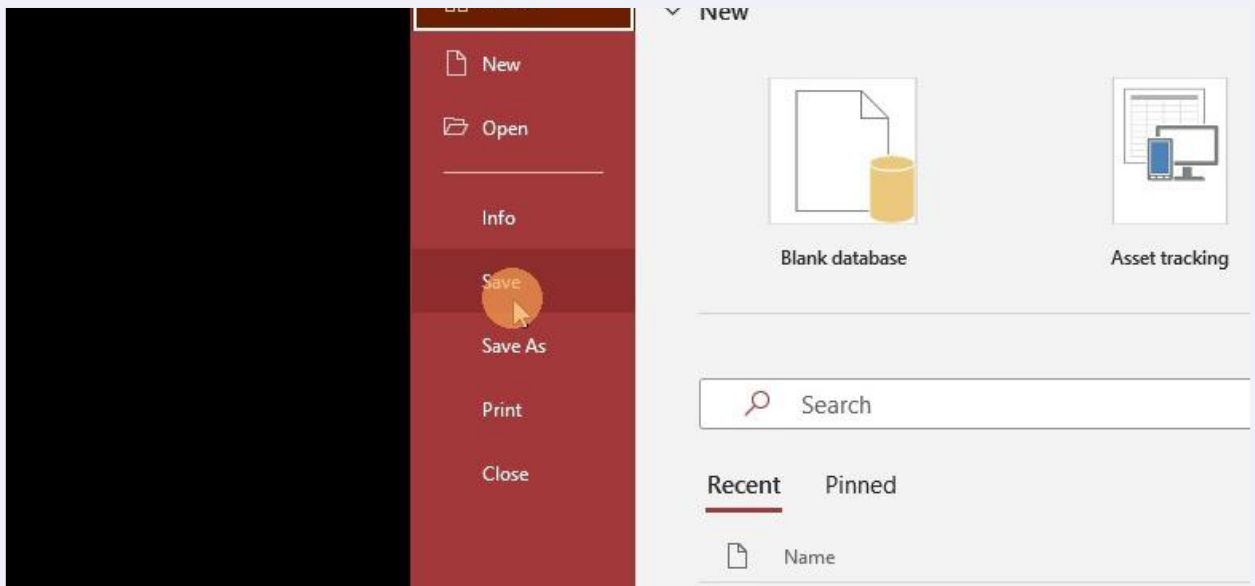 New
Open
Info
Save
Save As
Print
Close
New
Blank database
Asset tracking
Search
Recent Pinned
Name